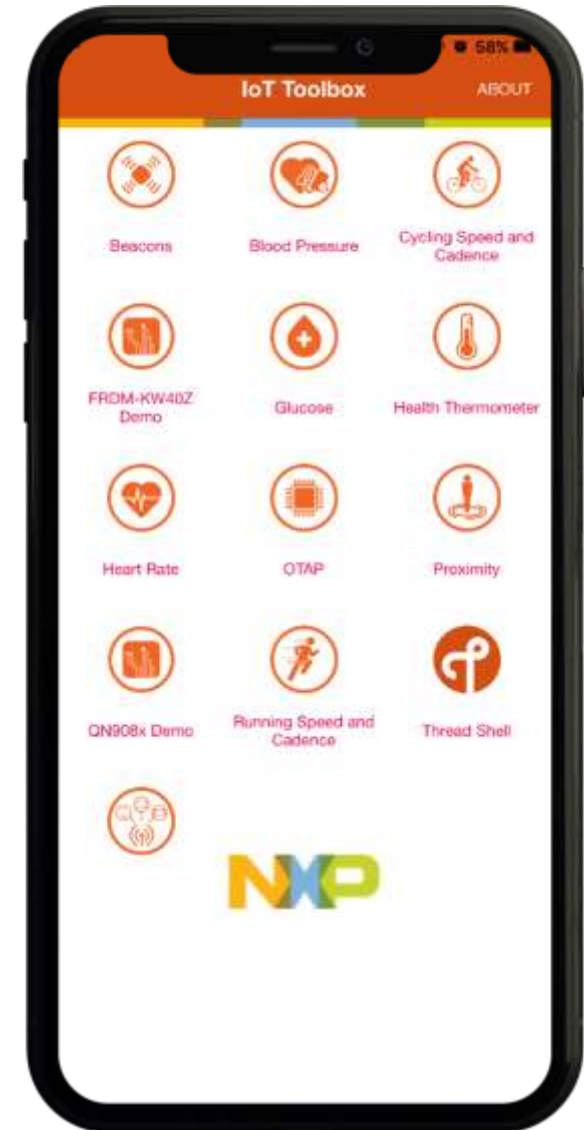 58%
IoT Toolbox
ABOUT
Beacons
Blood Pressure
Cycling Speed and
Cadence
FRDM-KW40Z
Demo
Glucose
Health Thermometer
Heart Rate
OTAP
Proximity
QN908x Demo
Running Speed and
Cadence
Thread Shell
NXP